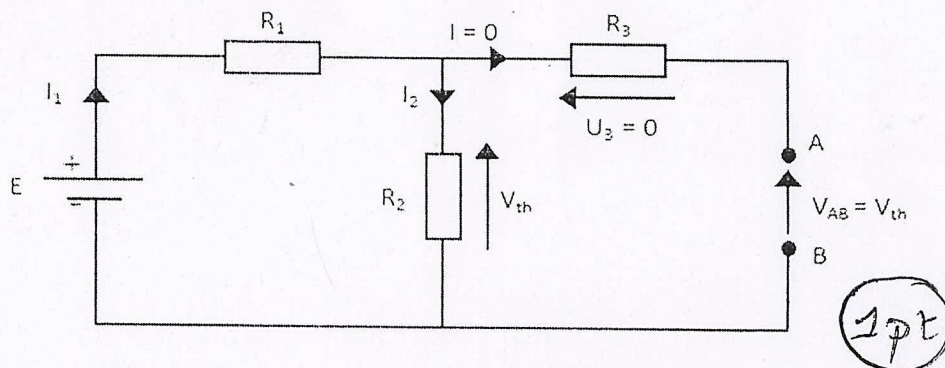 R₁
I = 0
R₃
I₁
I₂
U₃ = 0
A
+
E
-
R₂
V_th
V_AB = V_th
B
1pt